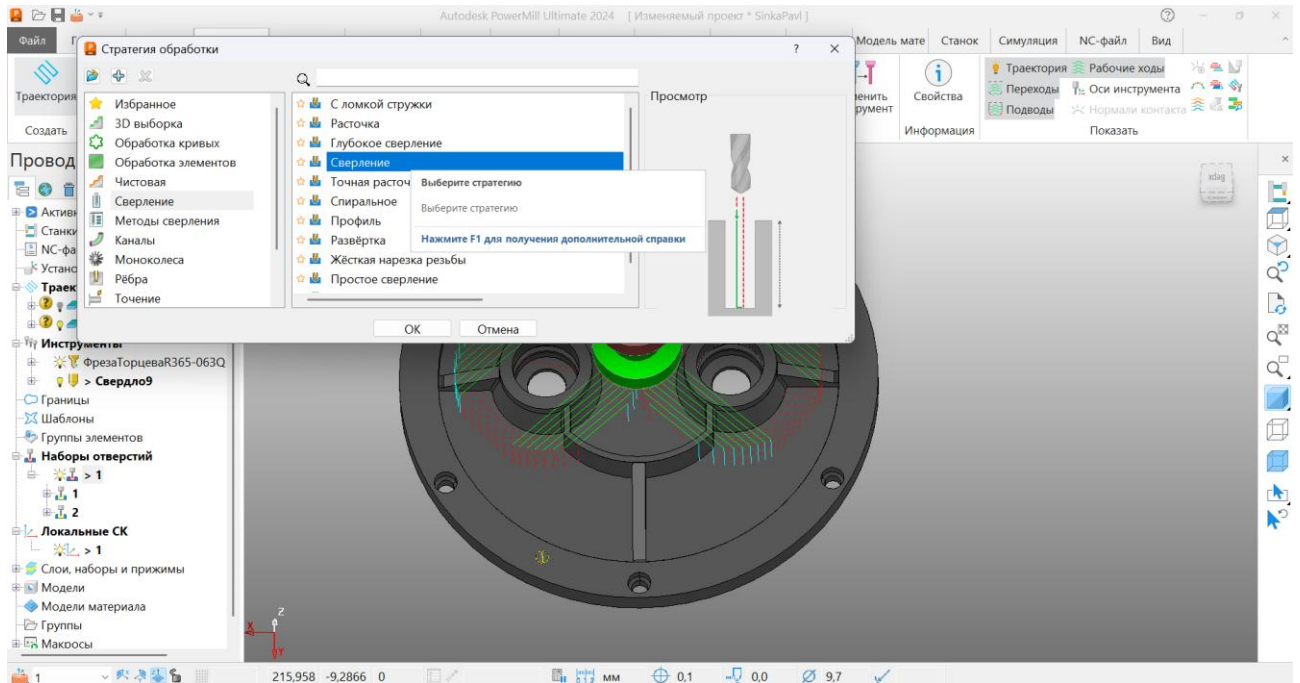 Autodesk PowerMill Ultimate 2024 [ Изменяемый проект * SinkaPavl ]
Файл
Модель мате Станок Симуляция NC-файл Вид
Стратегия обработки
Траектория
Создать
Избранное
3D выборка
Обработка кривых
Обработка элементов
Чистовая
Сверление
Методы сверления
Каналы
Моноколеса
Рёбра
Точение
С ломкой стружки
Расточка
Глубокое сверление
Сверление
Точная расточ
Спиральное
Профиль
Развёртка
Жёсткая нарезка резьбы
Простое сверление
Выберите стратегию
Выберите стратегию
Нажмите F1 для получения дополнительной справки
Просмотр
OK Отмена
Свойства
Информация
Траектория Рабочие ходы
Переходы Оси инструмента
Подводы Нормали контакта
Показать
Провод
Активн
Станки
NC-фа
Устано
Траек
Инструменты
ФрезаТорцеваR365-063Q
> Свердло9
Границы
Шаблоны
Группы элементов
Наборы отверстий
> 1
1
2
Локальные СК
> 1
Слои, наборы и прижимы
Модели
Модели материала
Группы
Макросы
Z
X
Y
1 215,958 -9,2866 0 мм 0,1 0,0 9,7